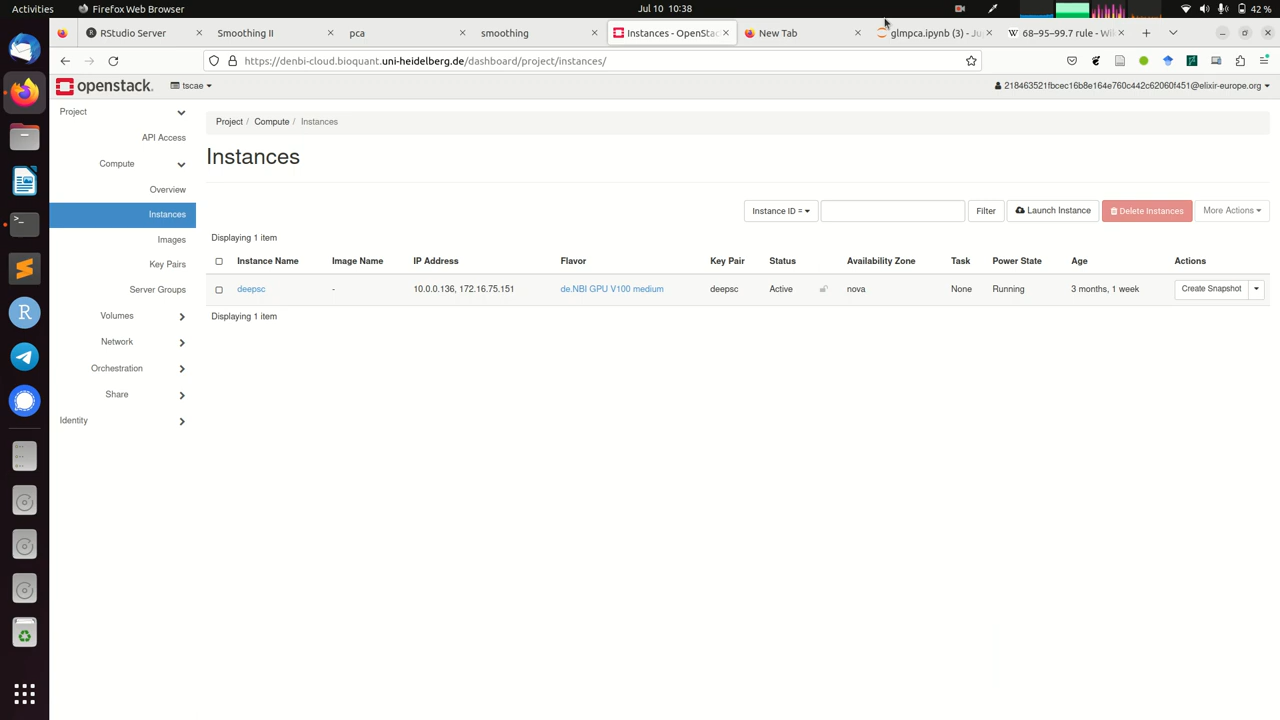 Activities
Firefox Web Browser
Jul 10 10:38
42 %
RStudio Server
Smoothing II
pca
smoothing
Instances - OpenStac
New Tab
glmpca.ipynb (3) - Ju
68–95–99.7 rule - Wi
https://denbi-cloud.bioquant.uni-heidelberg.de/dashboard/project/instances/
openstack.
tscae
218463521fbcec16b8e164e760c442c62060f451@elixir-europe.org
Project
API Access
Compute
Overview
Instances
Images
Key Pairs
Server Groups
Volumes
Network
Orchestration
Share
Identity
Project / Compute / Instances
Instances
Instance ID =
Filter
Launch Instance
Delete Instances
More Actions
Displaying 1 item
Instance Name Image Name IP Address Flavor Key Pair Status Availability Zone Task Power State Age Actions
deepsc - 10.0.0.136, 172.16.75.151 de.NBI GPU V100 medium deepsc Active nova None Running 3 months, 1 week Create Snapshot
Displaying 1 item